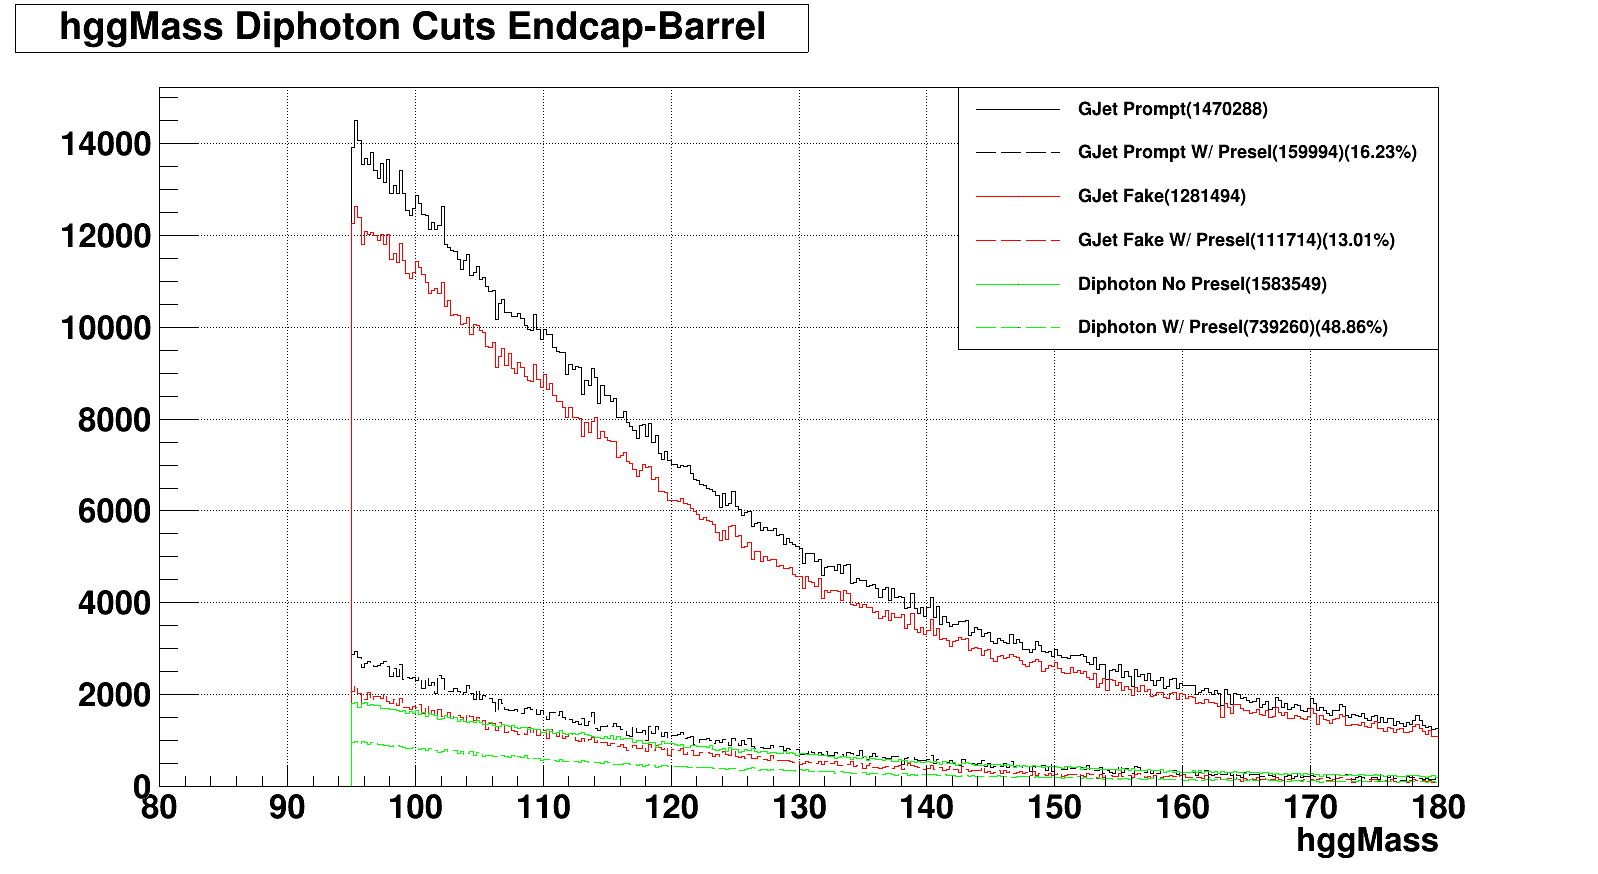 hggMass Diphoton Cuts Endcap-Barrel
GJet Prompt(1470288)
GJet Prompt W/ Presel(159994)(16.23%)
GJet Fake(1281494)
GJet Fake W/ Presel(111714)(13.01%)
Diphoton No Presel(1583549)
Diphoton W/ Presel(739260)(48.86%)
14000
12000
10000
8000
6000
4000
2000
0
80 90 100 110 120 130 140 150 160 170 180
hggMass